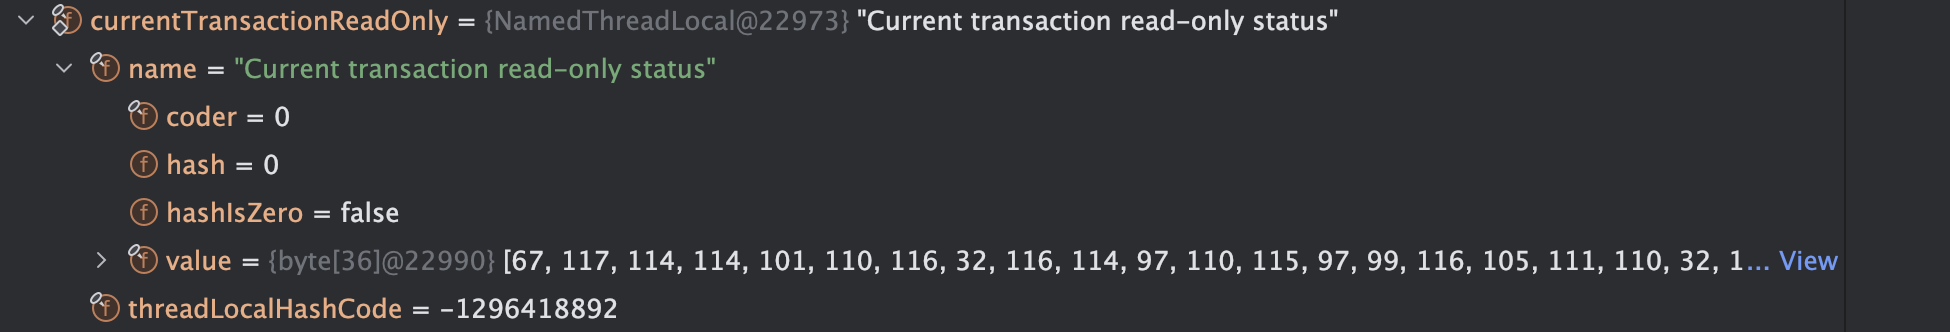 currentTransactionReadOnly = {NamedThreadLocal@22973} "Current transaction read-only status"
name = "Current transaction read-only status"
coder = 0
hash = 0
hashIsZero = false
value = {byte[36]@22990} [67, 117, 114, 114, 101, 110, 116, 32, 116, 114, 97, 110, 115, 97, 99, 116, 105, 111, 110, 32, 1... View
threadLocalHashCode = -1296418892